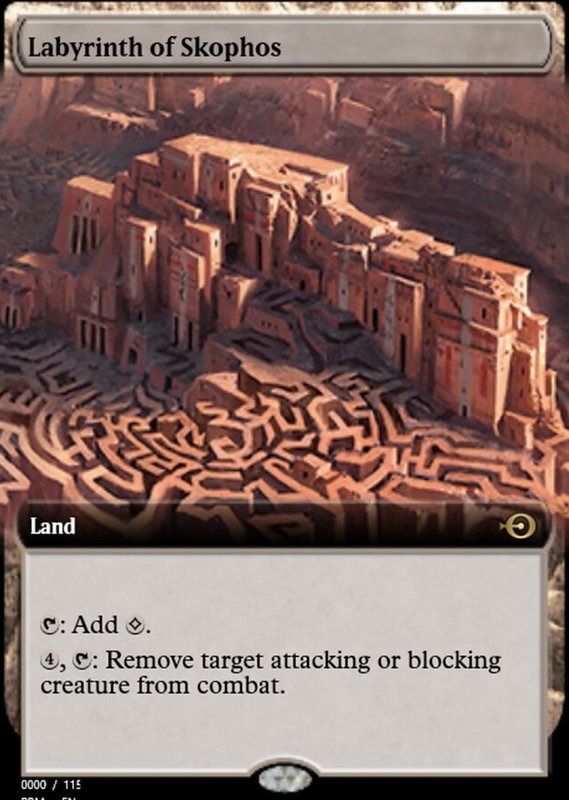 Labyrinth of Skophos
Land
: Add .
4, : Remove target attacking or blocking
creature from combat.
0000 / 115